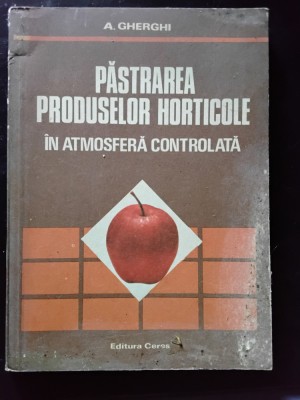 A. GHERGHI
PĂSTRAREA
PRODUSELOR HORTICOLE
ÎN ATMOSFERĂ CONTROLATĂ
Editura Ceres